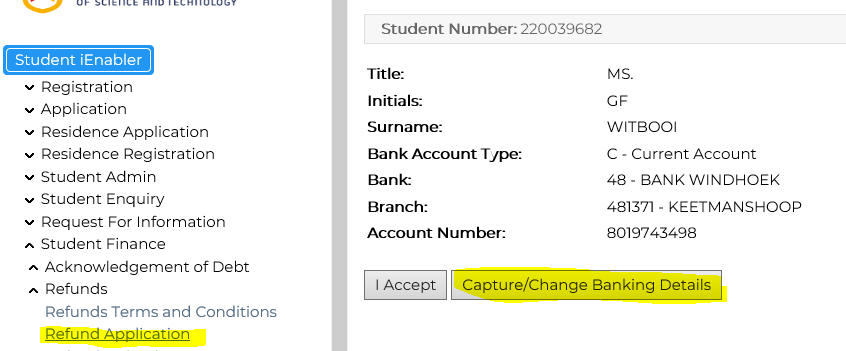 OF SCIENCE AND TECHNOLOGY
Student iEnabler
Registration
Application
Residence Application
Residence Registration
Student Admin
Student Enquiry
Request For Information
Student Finance
Acknowledgement of Debt
Refunds
Refunds Terms and Conditions
Refund Application
Student Number: 220039682
Title: MS.
Initials: GF
Surname: WITBOOI
Bank Account Type: C - Current Account
Bank: 48 - BANK WINDHOEK
Branch: 481371 - KEETMANSHOOP
Account Number: 8019743498
I Accept Capture/Change Banking Details